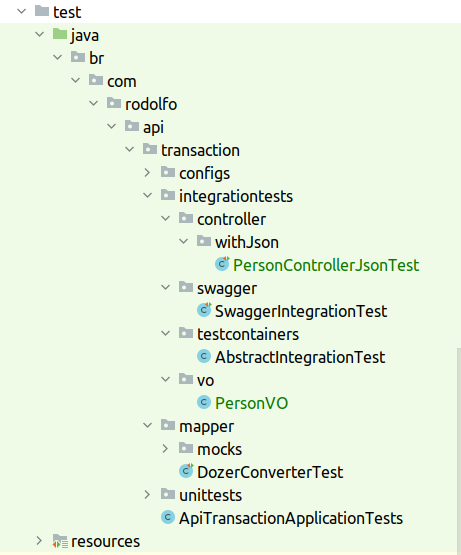 test
java
br
com
rodolfo
api
transaction
configs
integrationtests
controller
withJson
PersonControllerJsonTest
swagger
SwaggerIntegrationTest
testcontainers
AbstractIntegrationTest
vo
PersonVO
mapper
mocks
DozerConverterTest
unittests
ApiTransactionApplicationTests
resources